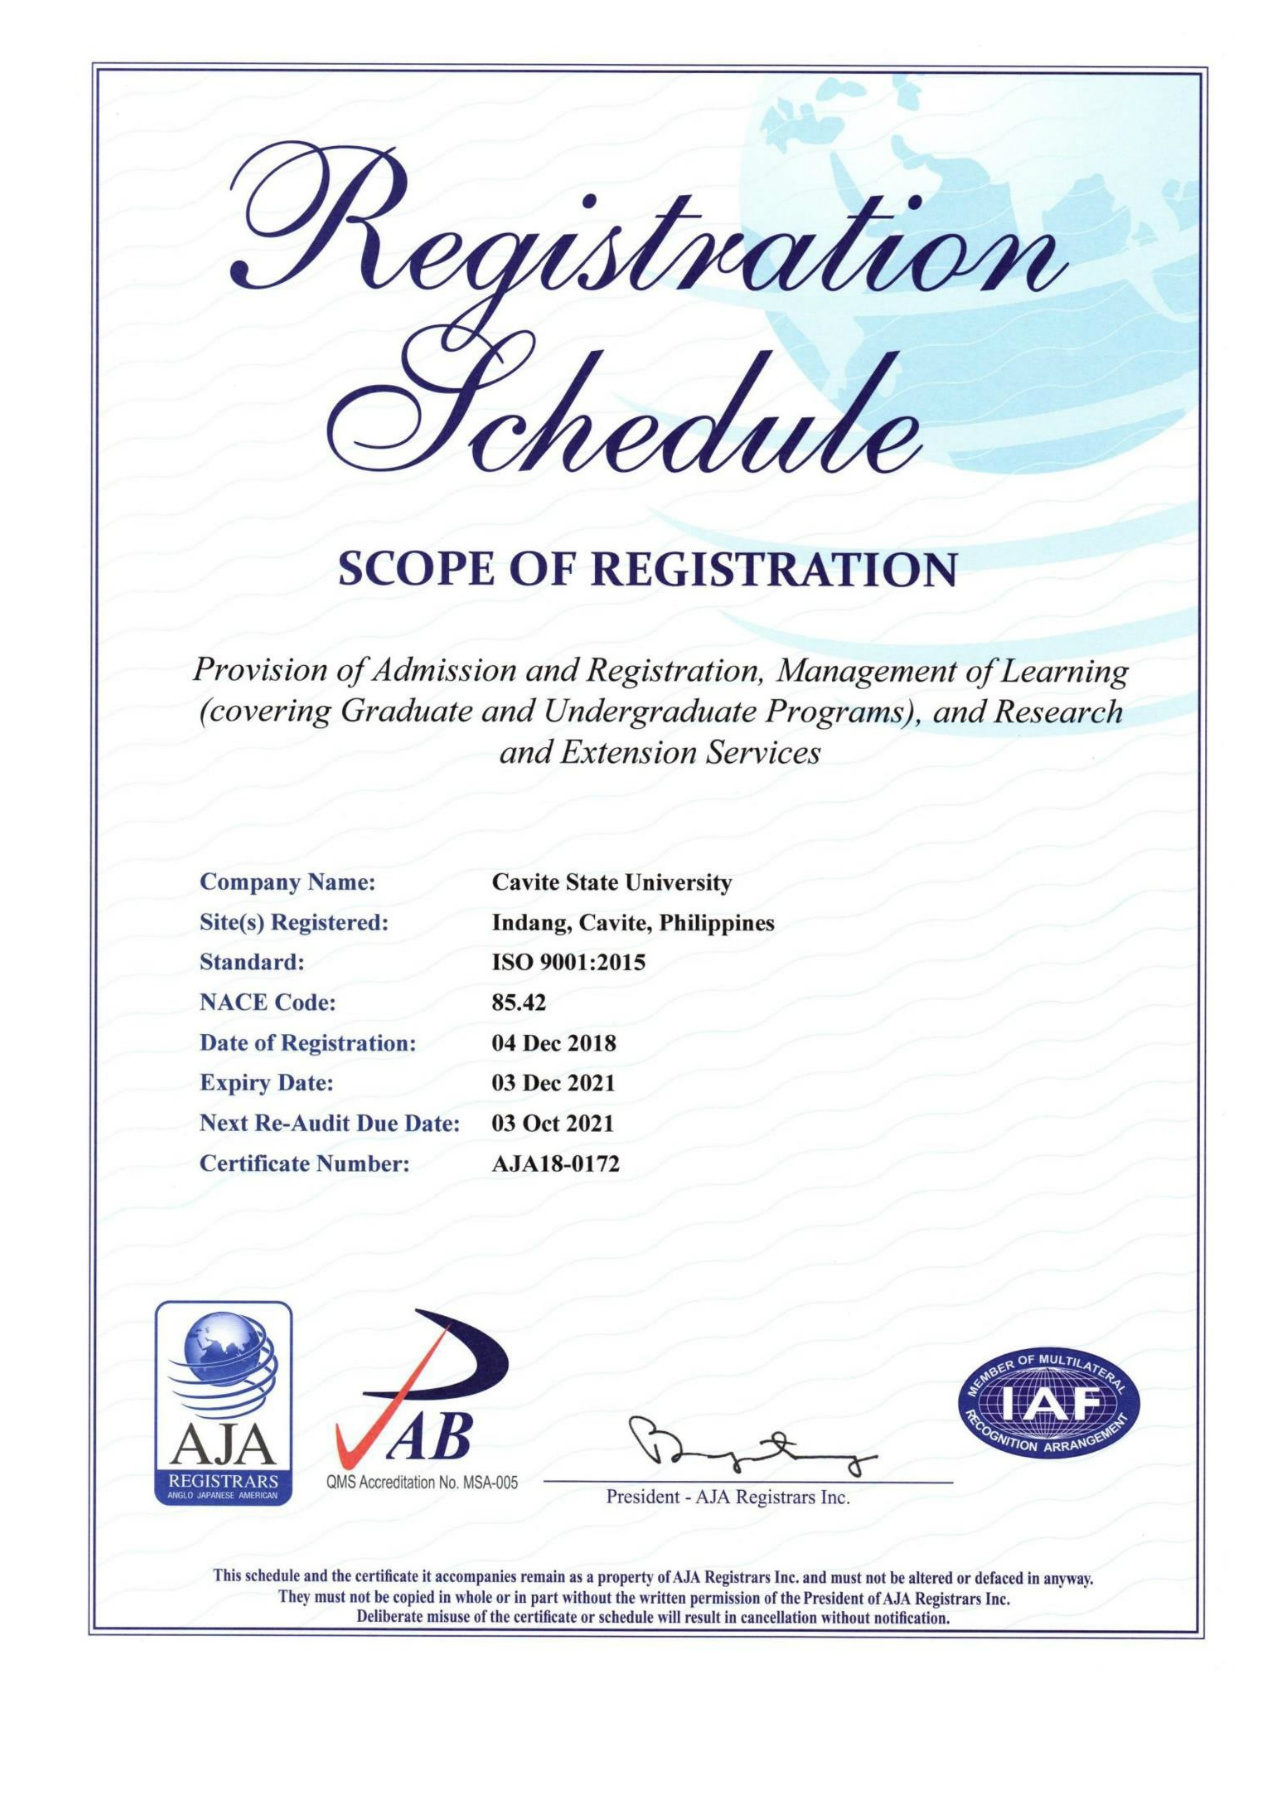 Registration
Schedule
SCOPE OF REGISTRATION
Provision of Admission and Registration, Management of Learning
(covering Graduate and Undergraduate Programs), and Research
and Extension Services
Company Name: Cavite State University
Site(s) Registered: Indang, Cavite, Philippines
Standard: ISO 9001:2015
NACE Code: 85.42
Date of Registration: 04 Dec 2018
Expiry Date: 03 Dec 2021
Next Re-Audit Due Date: 03 Oct 2021
Certificate Number: AJA18-0172
AJA
REGISTRARS
ANGLO JAPANESE AMERICAN
PAB
QMS Accreditation No. MSA-005
President - AJA Registrars Inc.
MEMBER OF MULTILATERAL
IAF
RECOGNITION ARRANGEMENT
This schedule and the certificate it accompanies remain as a property of AJA Registrars Inc. and must not be altered or defaced in anyway.
They must not be copied in whole or in part without the written permission of the President of AJA Registrars Inc.
Deliberate misuse of the certificate or schedule will result in cancellation without notification.